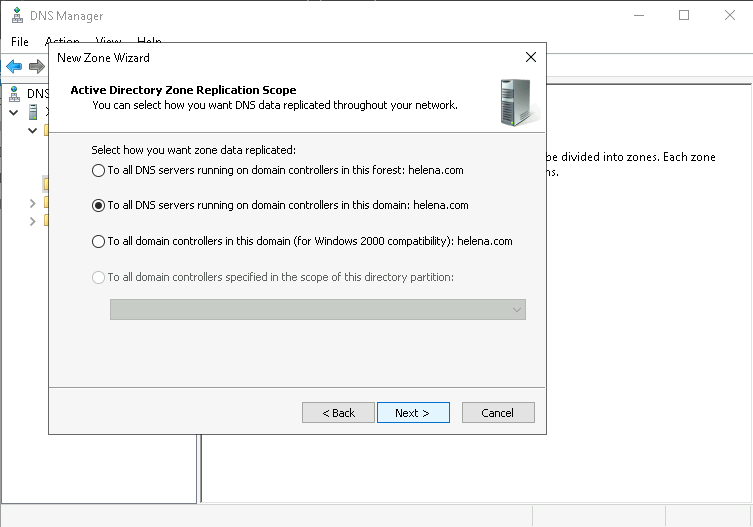 DNS Manager
File Action View Help
New Zone Wizard
Active Directory Zone Replication Scope
You can select how you want DNS data replicated throughout your network.
DNS
be divided into zones. Each zone
ns.
Select how you want zone data replicated:
To all DNS servers running on domain controllers in this forest: helena.com
To all DNS servers running on domain controllers in this domain: helena.com
To all domain controllers in this domain (for Windows 2000 compatibility): helena.com
To all domain controllers specified in the scope of this directory partition:
< Back
Next >
Cancel